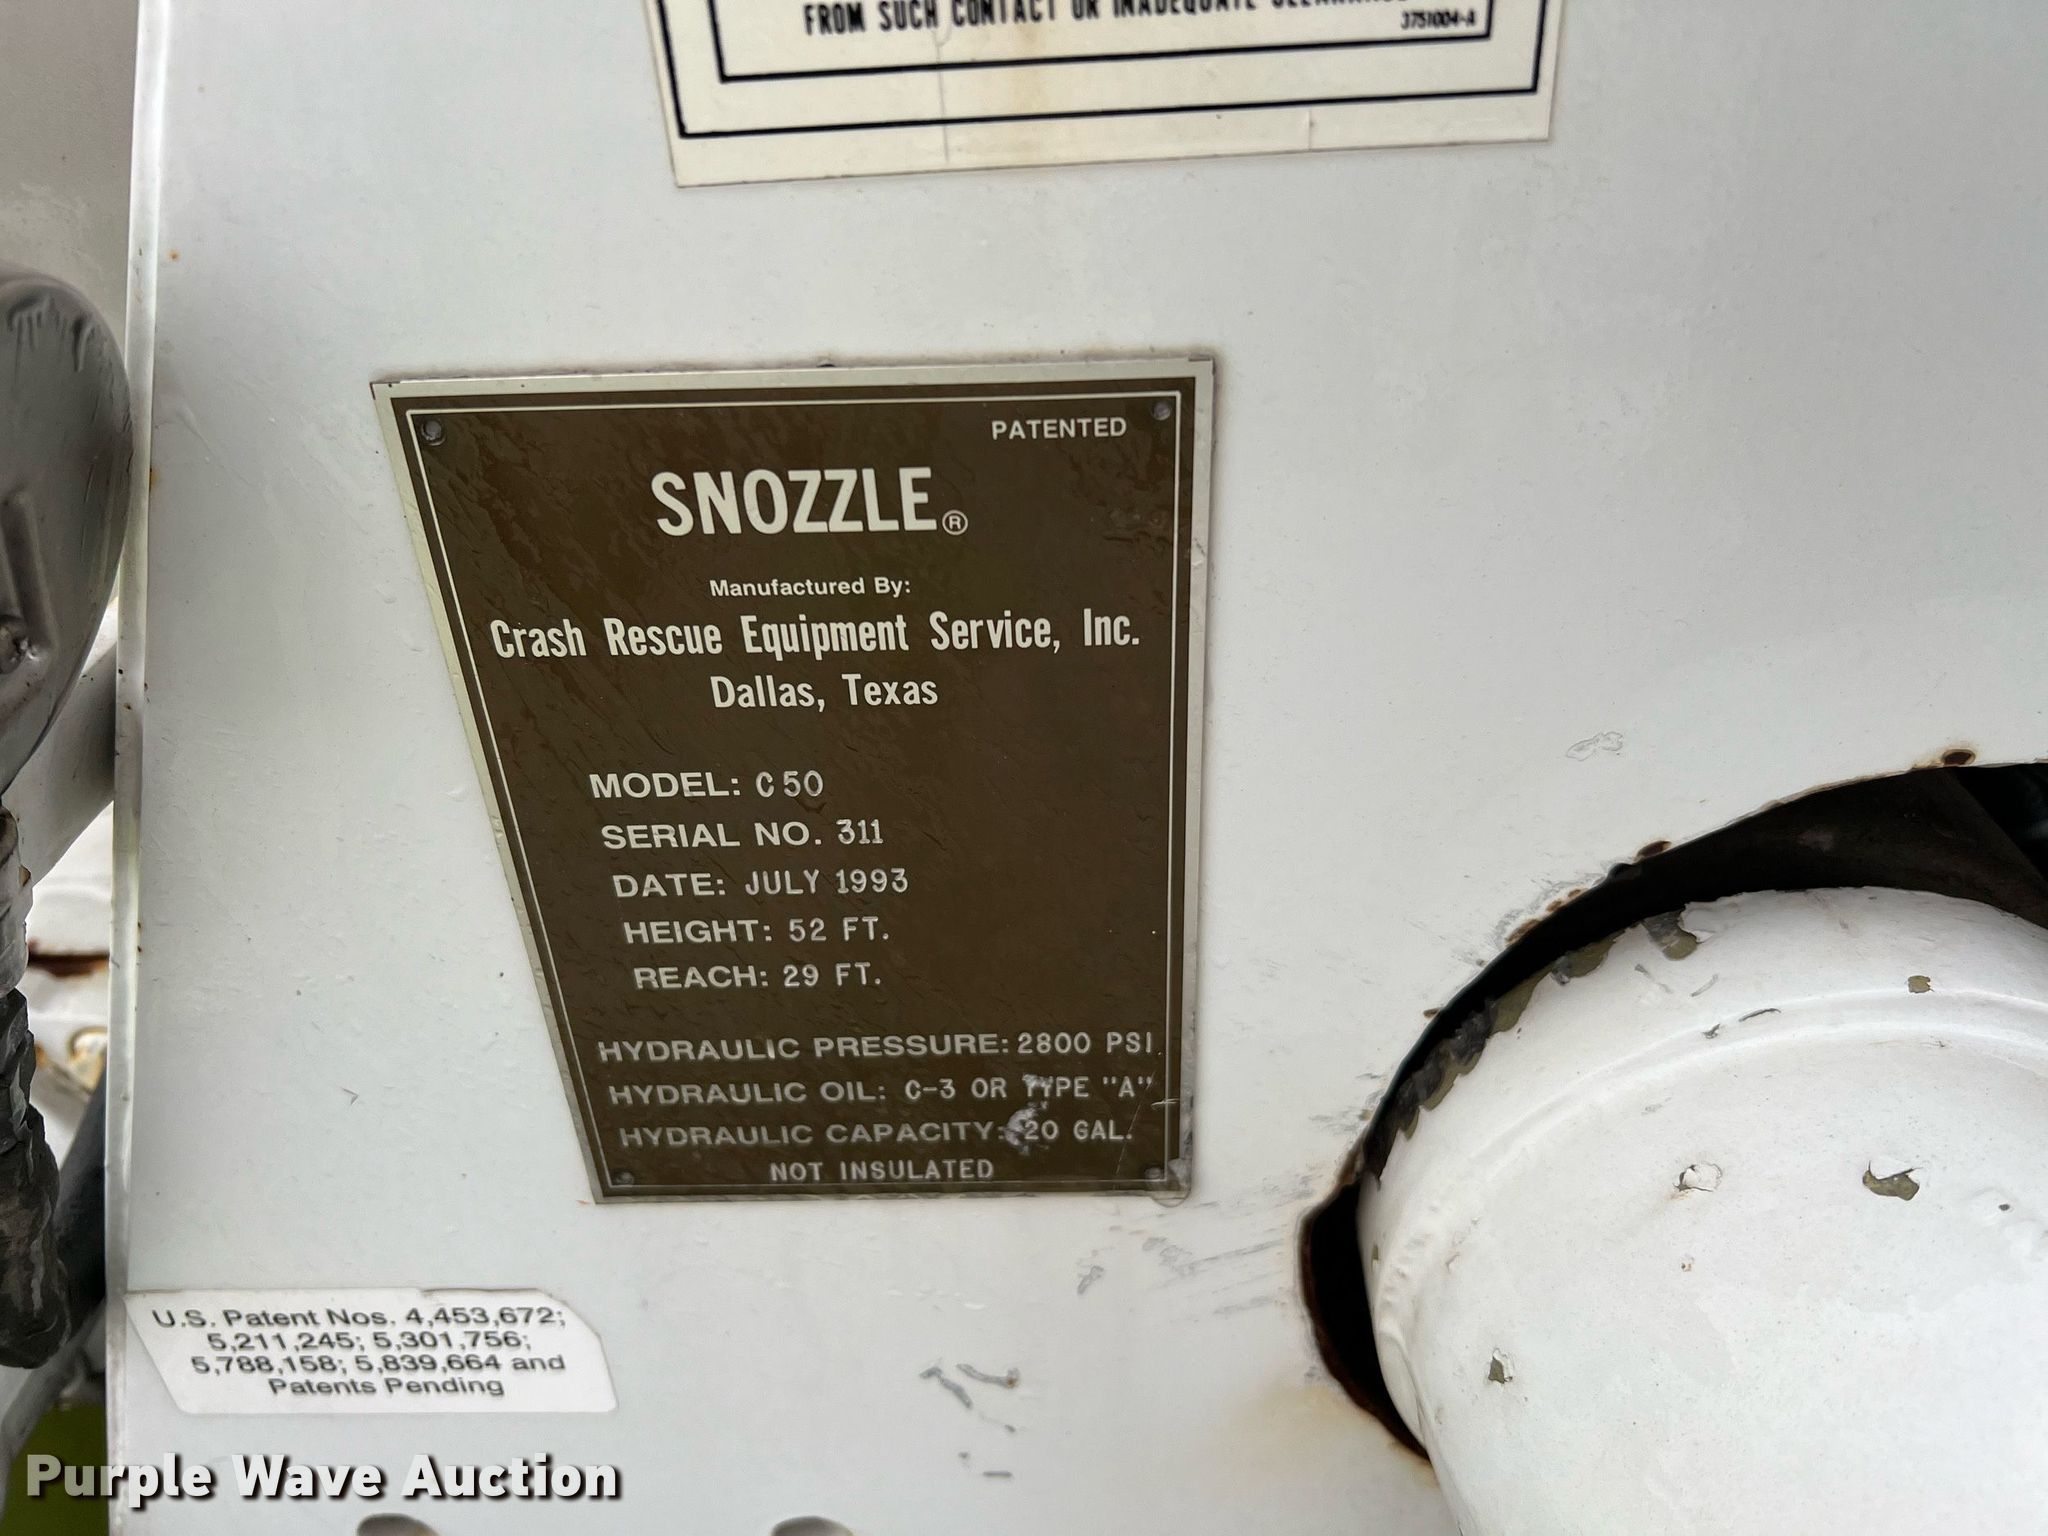 FROM SUCH CONTACT OR INADEQUATE
3751004-A
PATENTED
SNOZZLE®
Manufactured By:
Crash Rescue Equipment Service, Inc.
Dallas, Texas
MODEL: C50
SERIAL NO. 311
DATE: JULY 1993
HEIGHT: 52 FT.
REACH: 29 FT.
HYDRAULIC PRESSURE: 2800 PSI.
HYDRAULIC OIL: C-3 OR TYPE "A"
HYDRAULIC CAPACITY: 20 GAL.
NOT INSULATED
U.S. Patent Nos. 4,453,672;
5,211,245; 5,301,756;
5,788,158; 5,839,664 and
Patents Pending
Purple Wave Auction